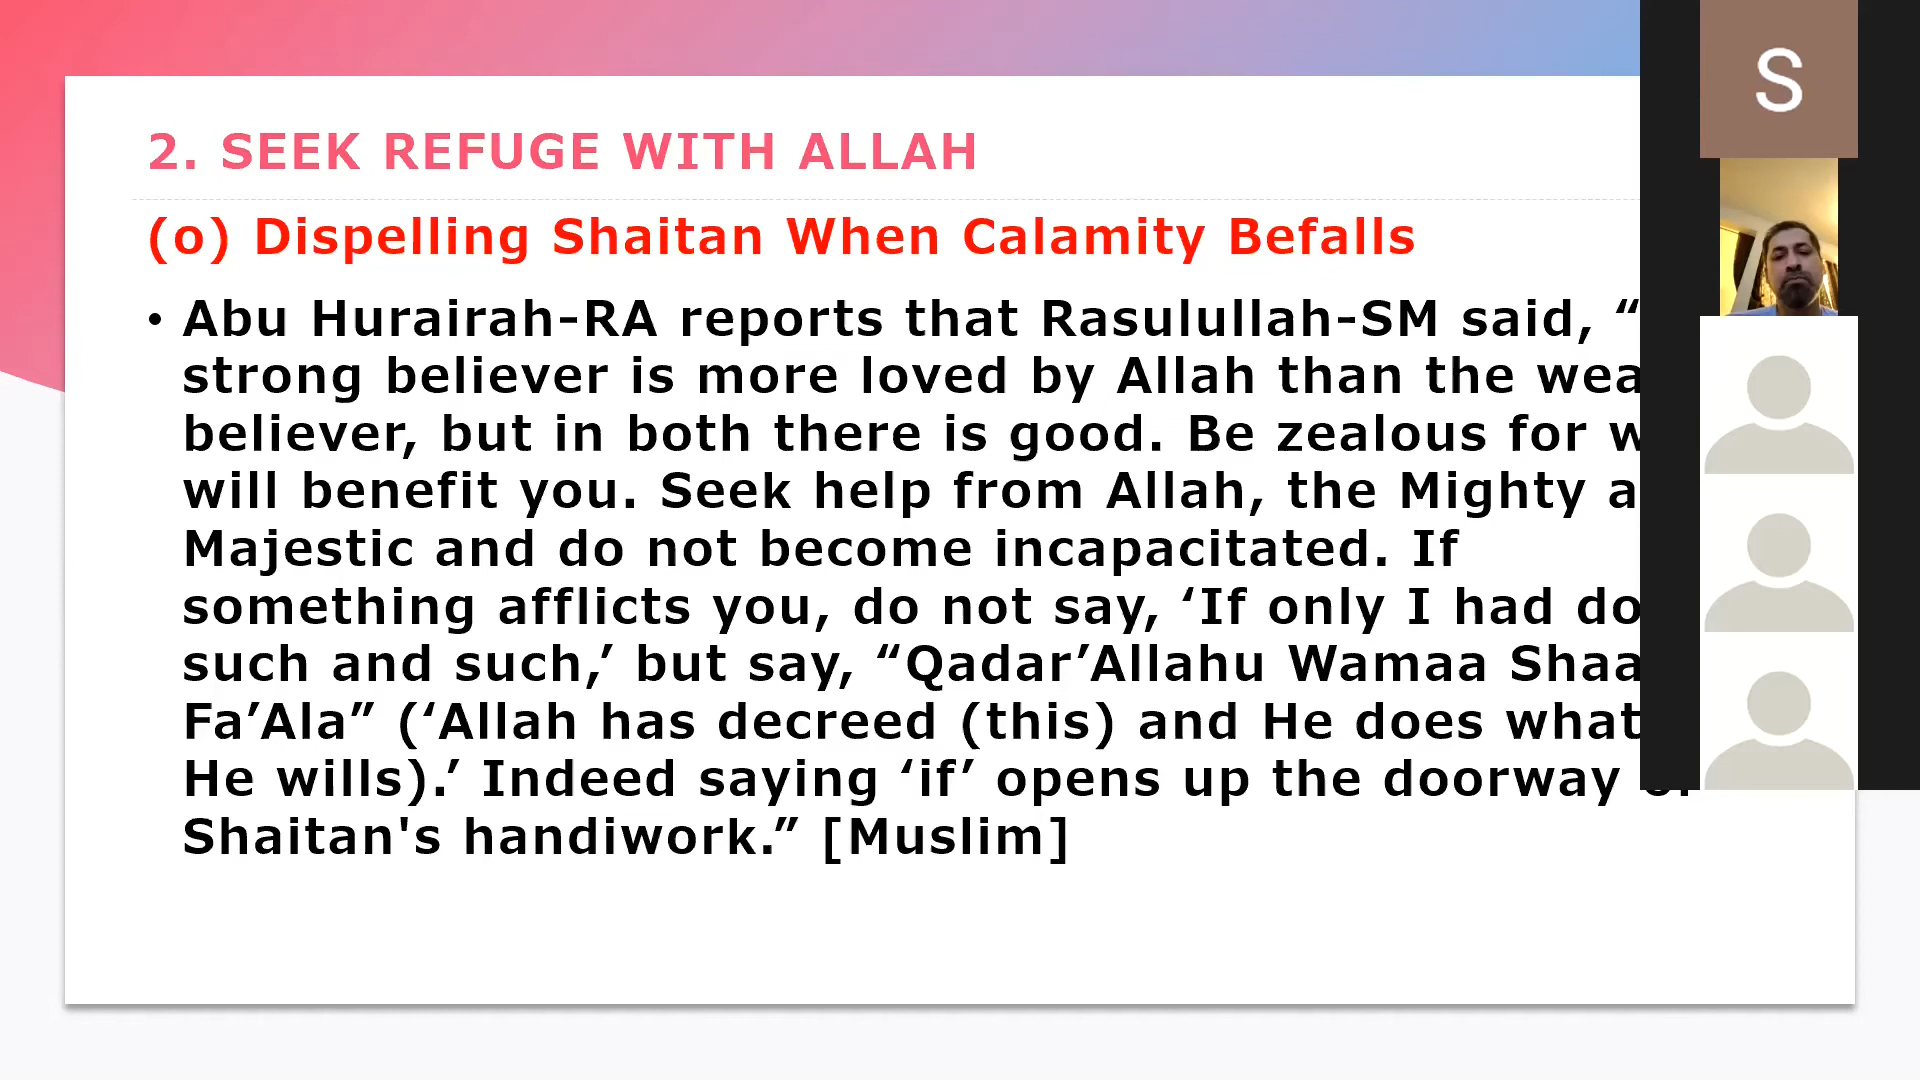 2. SEEK REFUGE WITH ALLAH
S
(o) Dispelling Shaitan When Calamity Befalls
• Abu Hurairah-RA reports that Rasulullah-SM said, “
strong believer is more loved by Allah than the
believer, but in both there is good. Be zealous for
will benefit you. Seek help from Allah, the Mighty
Majestic and do not become incapacitated. If
something afflicts you, do not say, ‘If only I had
such and such,’ but say, “Qadar’Allahu Wamaa
Fa’Ala” (‘Allah has decreed (this) and He does what
He wills).’ Indeed saying ‘if’ opens up the doorway
Shaitan's handiwork.” [Muslim]